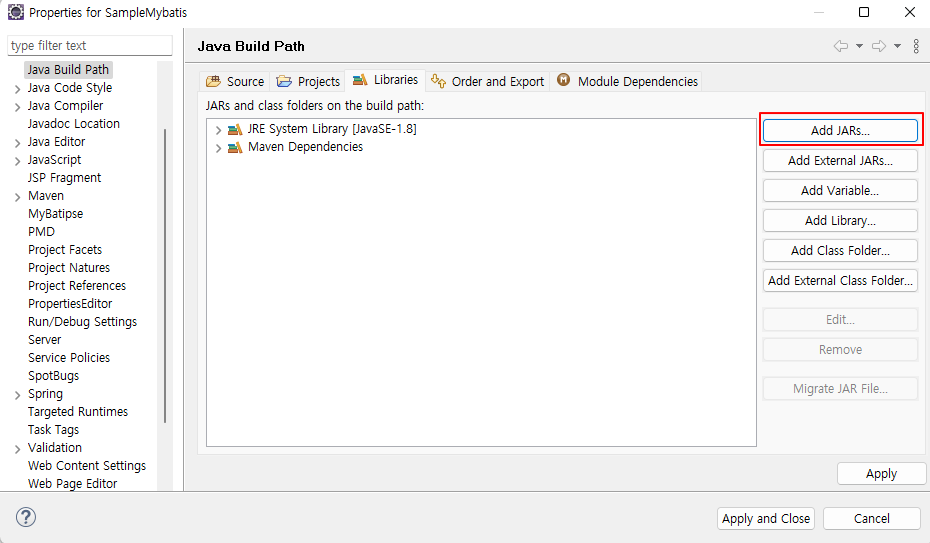 Properties for SampleMybatis
type filter text
Java Build Path
Java Code Style
Java Compiler
Javadoc Location
Java Editor
JavaScript
JSP Fragment
Maven
MyBatipse
PMD
Project Facets
Project Natures
Project References
PropertiesEditor
Run/Debug Settings
Server
Service Policies
SpotBugs
Spring
Targeted Runtimes
Task Tags
Validation
Web Content Settings
Web Page Editor
Java Build Path
Source
Projects
Libraries
Order and Export
Module Dependencies
JARs and class folders on the build path:
JRE System Library [JavaSE-1.8]
Maven Dependencies
Add JARs...
Add External JARs...
Add Variable...
Add Library...
Add Class Folder...
Add External Class Folder...
Edit...
Remove
Migrate JAR File...
Apply
Apply and Close
Cancel